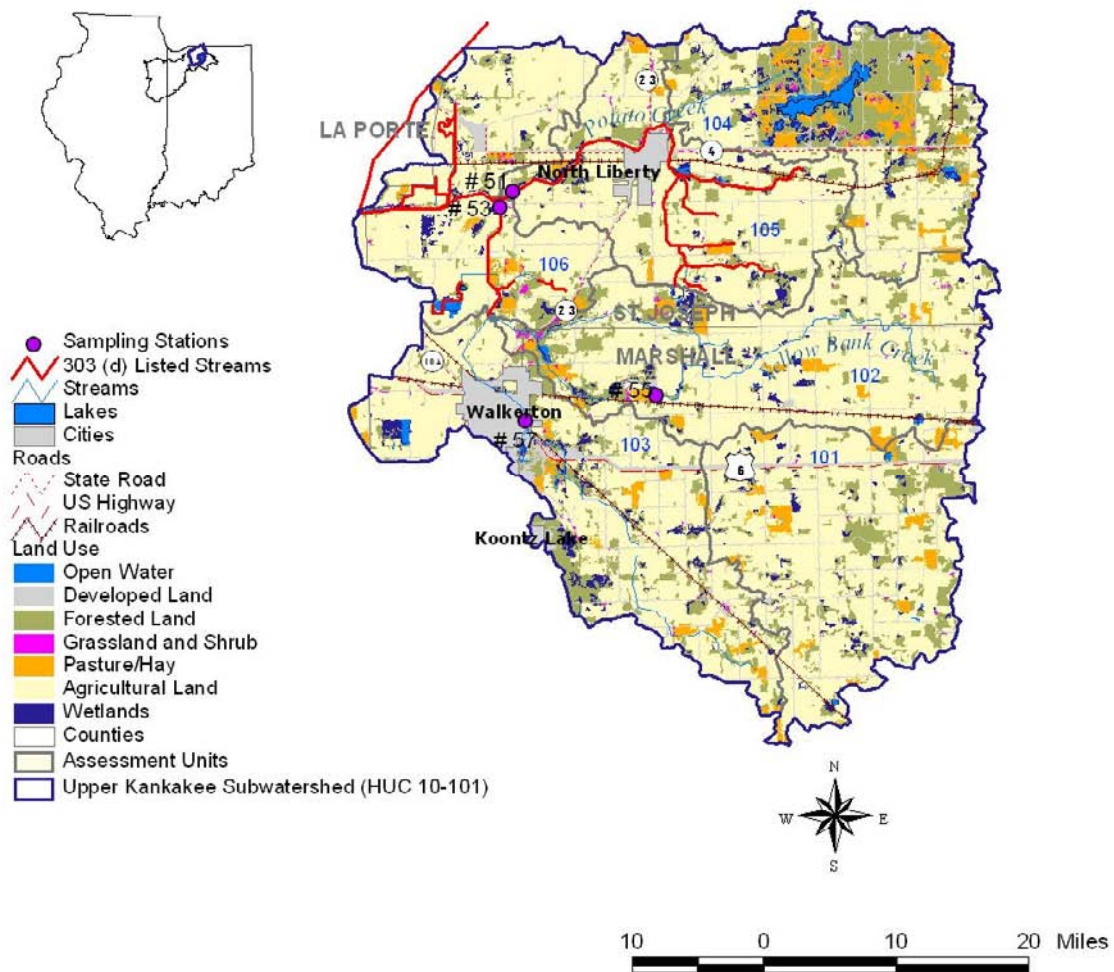 23
LA PORTE
Potato Creek
104
4
North Liberty
# 51
# 53
105
106
23
ST JOSEPH
MARSHALL
llow Bank Creek
102
104
# 55
Walkerton
# 57
103
101
6
Koontz Lake
Sampling Stations
303 (d) Listed Streams
Streams
Lakes
Cities
Roads
State Road
US Highway
Railroads
Land Use
Open Water
Developed Land
Forested Land
Grassland and Shrub
Pasture/Hay
Agricultural Land
Wetlands
Counties
Assessment Units
Upper Kankakee Subwatershed (HUC 10-101)
N
W E
S
10 0 10 20 Miles